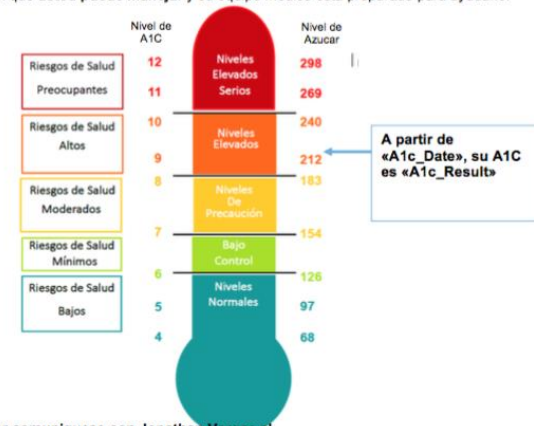 Nivel de
A1C
Nivel de
Azucar
Riesgos de Salud
Preocupantes
12
11
Niveles
Elevados
Serios
298
269
Riesgos de Salud
Altos
10
9
Niveles
Elevados
240
212
A partir de
«A1c_Date», su A1C
es «A1c_Result»
Riesgos de Salud
Moderados
8
7
Niveles
De
Precaución
183
154
Riesgos de Salud
Mínimos
6
Bajo
Control
126
Riesgos de Salud
Bajos
5
4
Niveles
Normales
97
68